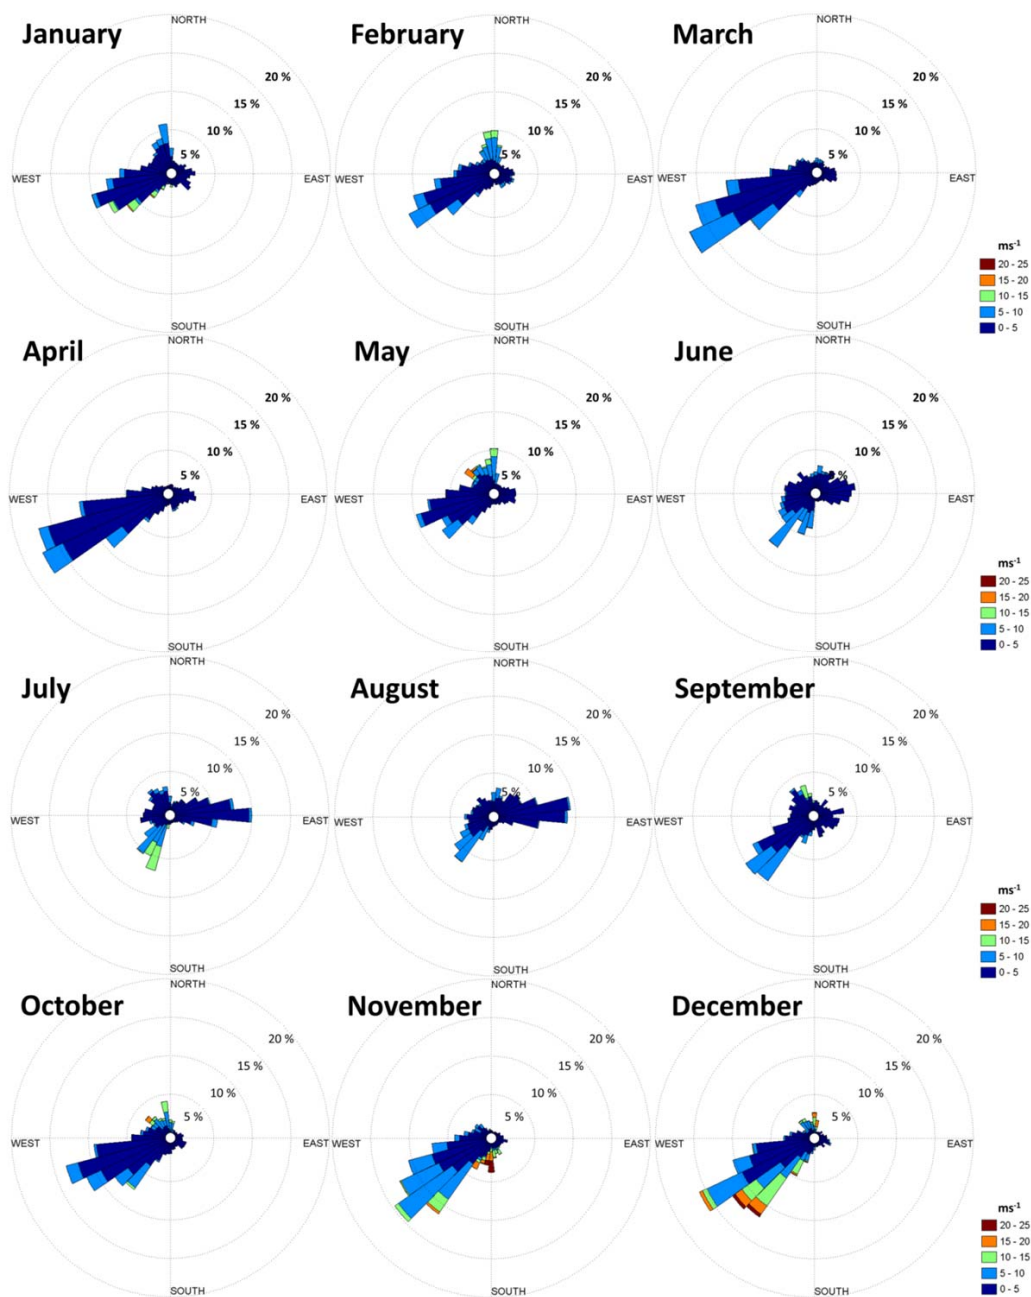 January
NORTH
20 %
15 %
10 %
5 %
WEST
EAST
SOUTH
February
NORTH
20 %
15 %
10 %
5 %
WEST
EAST
SOUTH
March
NORTH
20 %
15 %
10 %
5 %
WEST
EAST
SOUTH
ms-1
20 - 25
15 - 20
10 - 15
5 - 10
0 - 5
April
NORTH
20 %
15 %
10 %
5 %
WEST
EAST
SOUTH
May
NORTH
20 %
15 %
10 %
5 %
WEST
EAST
SOUTH
June
NORTH
20 %
15 %
10 %
%
WEST
EAST
SOUTH
ms-1
20 - 25
15 - 20
10 - 15
5 - 10
0 - 5
July
NORTH
20 %
15 %
10 %
5 %
WEST
EAST
SOUTH
August
NORTH
20 %
15 %
10 %
5 %
WEST
EAST
SOUTH
September
NORTH
20 %
15 %
10 %
5 %
WEST
EAST
SOUTH
ms-1
20 - 25
15 - 20
10 - 15
5 - 10
0 - 5
October
NORTH
20 %
15 %
10 %
5 %
WEST
EAST
SOUTH
November
NORTH
20 %
15 %
10 %
5 %
WEST
EAST
SOUTH
December
NORTH
20 %
15 %
10 %
5 %
WEST
EAST
SOUTH
ms-1
20 - 25
15 - 20
10 - 15
5 - 10
0 - 5